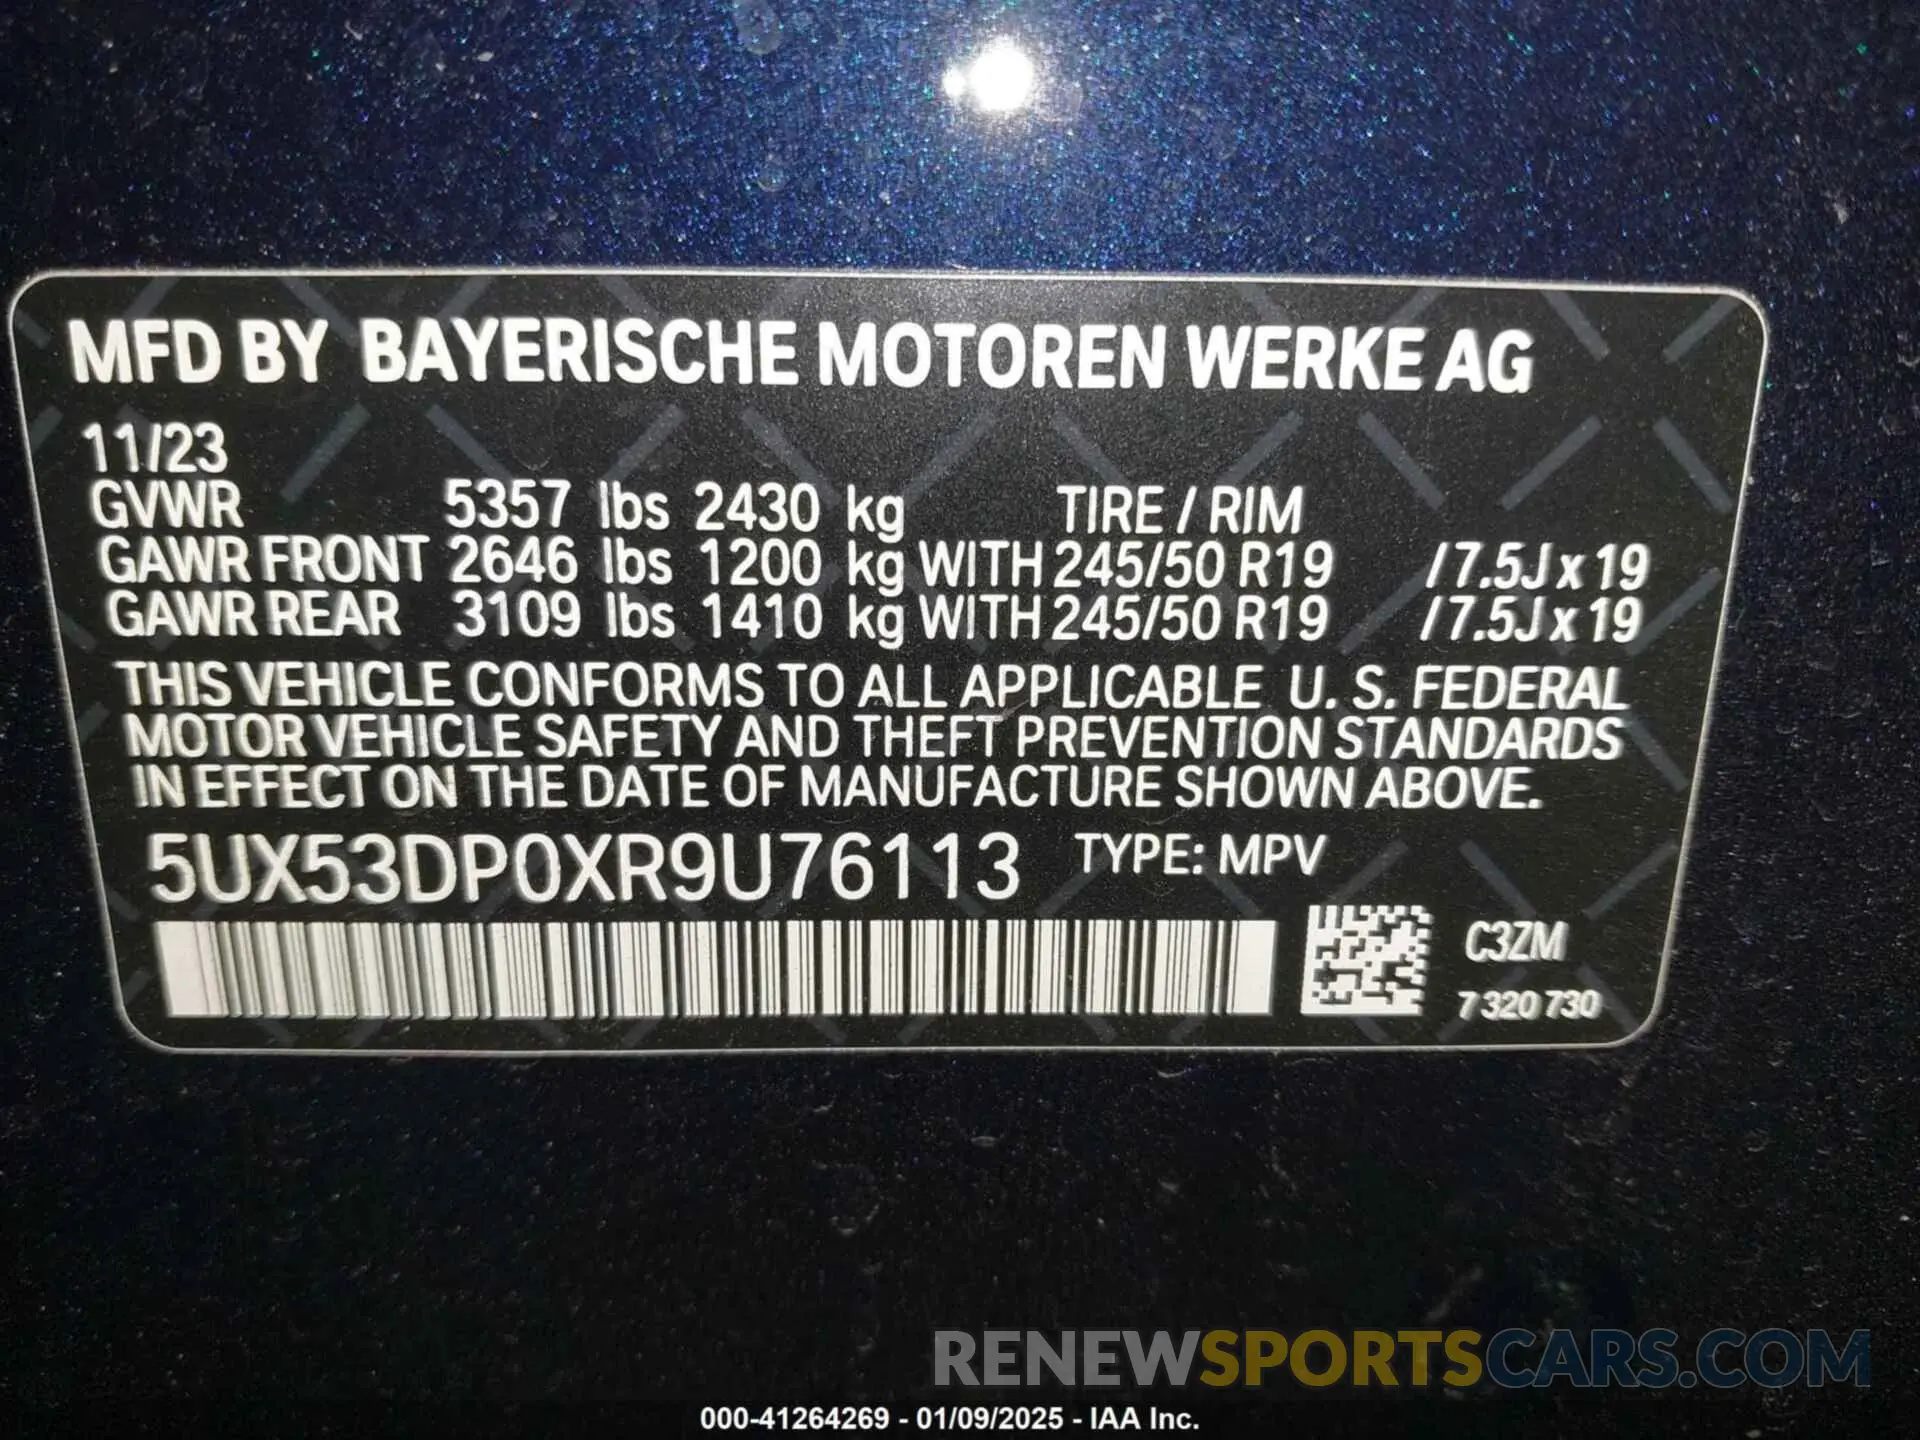 MFD BY BAYERISCHE MOTOREN WERKE AG
11/23
GVWR 5357 lbs 2430 kg TIRE / RIM
GAWR FRONT 2646 lbs 1200 kg WITH 245/50 R19 /7.5J x 19
GAWR REAR 3109 lbs 1410 kg WITH 245/50 R19 /7.5J x 19
THIS VEHICLE CONFORMS TO ALL APPLICABLE U. S. FEDERAL
MOTOR VEHICLE SAFETY AND THEFT PREVENTION STANDARDS
IN EFFECT ON THE DATE OF MANUFACTURE SHOWN ABOVE.
5UX53DP0XR9U76113 TYPE: MPV
C3ZM
7 320 730
RENEWSPORTSCARS.COM
000-41264269 - 01/09/2025 - IAA Inc.